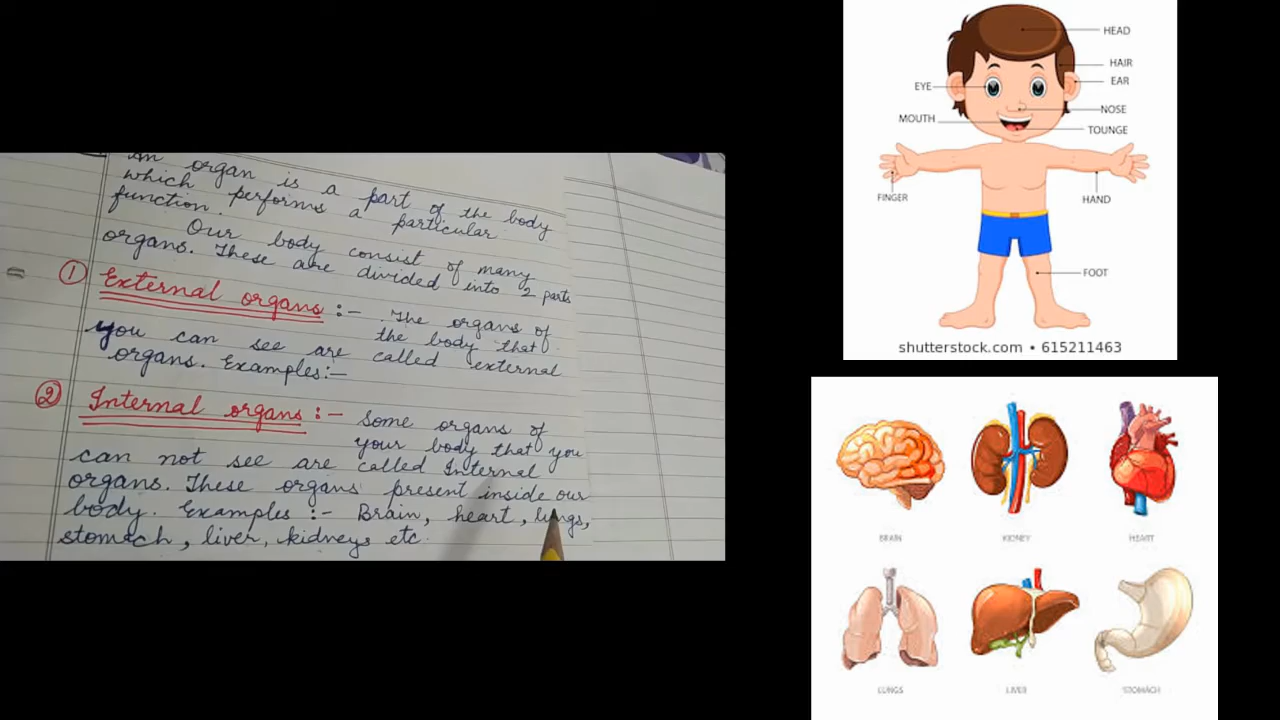 An organ is a part of the body
which performs a particular
function.
Our body consist of many
organs. These are divided into 2 parts
① External organs :- The organs of
the body that
you can see are called external
organs. Examples:-
② Internal organs :- Some organs of
your body that you
can not see are called Internal
organs. These organs present inside our
body. Examples :- Brain, heart, lungs,
stomach, liver, kidneys etc
HEAD
HAIR
EYE
EAR
NOSE
MOUTH
TOUNGE
FINGER
HAND
FOOT
shutterstock.com • 615211463
BRAIN
KIDNEY
HEART
LUNGS
LIVER
STOMACH